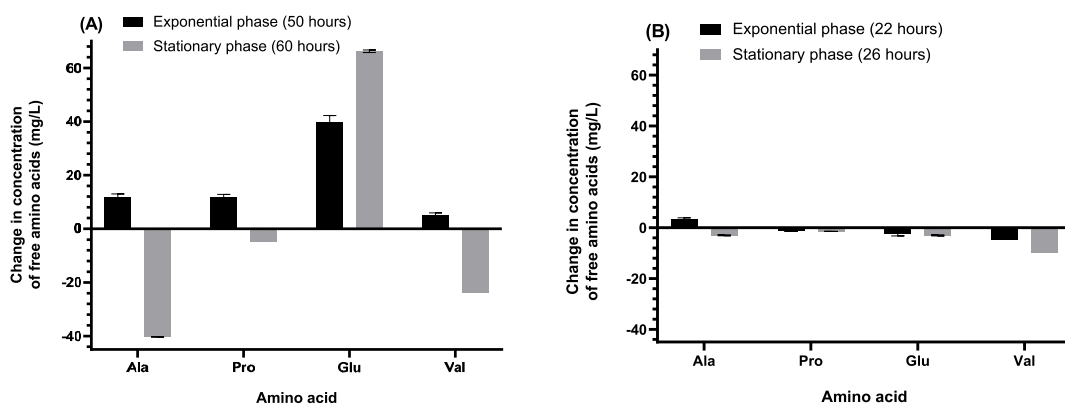 (A)
Exponential phase (50 hours)
Stationary phase (60 hours)
Change in concentration
of free amino acids (mg/L)
60
40
20
0
-20
-40
Ala
Pro
Glu
Val
Amino acid
(B)
Exponential phase (22 hours)
Stationary phase (26 hours)
Change in concentration
of free amino acids (mg/L)
60
40
20
0
-20
-40
Ala
Pro
Glu
Val
Amino acid